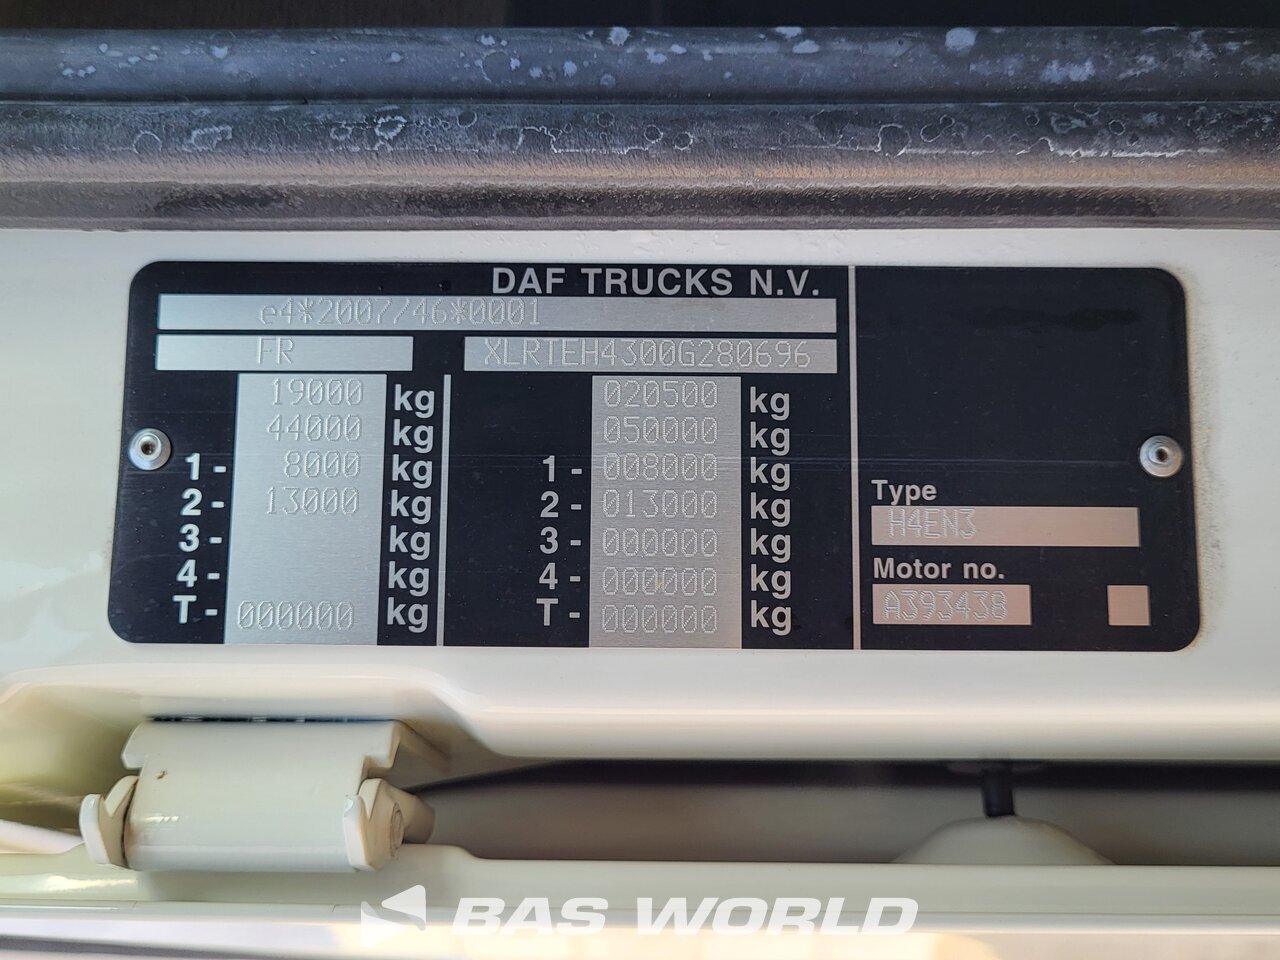 DAF TRUCKS N.V.
e4*2007/46*0001
FR XLRTEH4300G280696
19000 kg 020500 kg
44000 kg 050000 kg
1- 8000 kg 1- 008000 kg
2- 13000 kg 2- 013000 kg
3- kg 3- 000000 kg
4- kg 4- 000000 kg
T- 000000 kg T- 000000 kg
Type
H4EN3
Motor no.
A393438
BAS WORLD